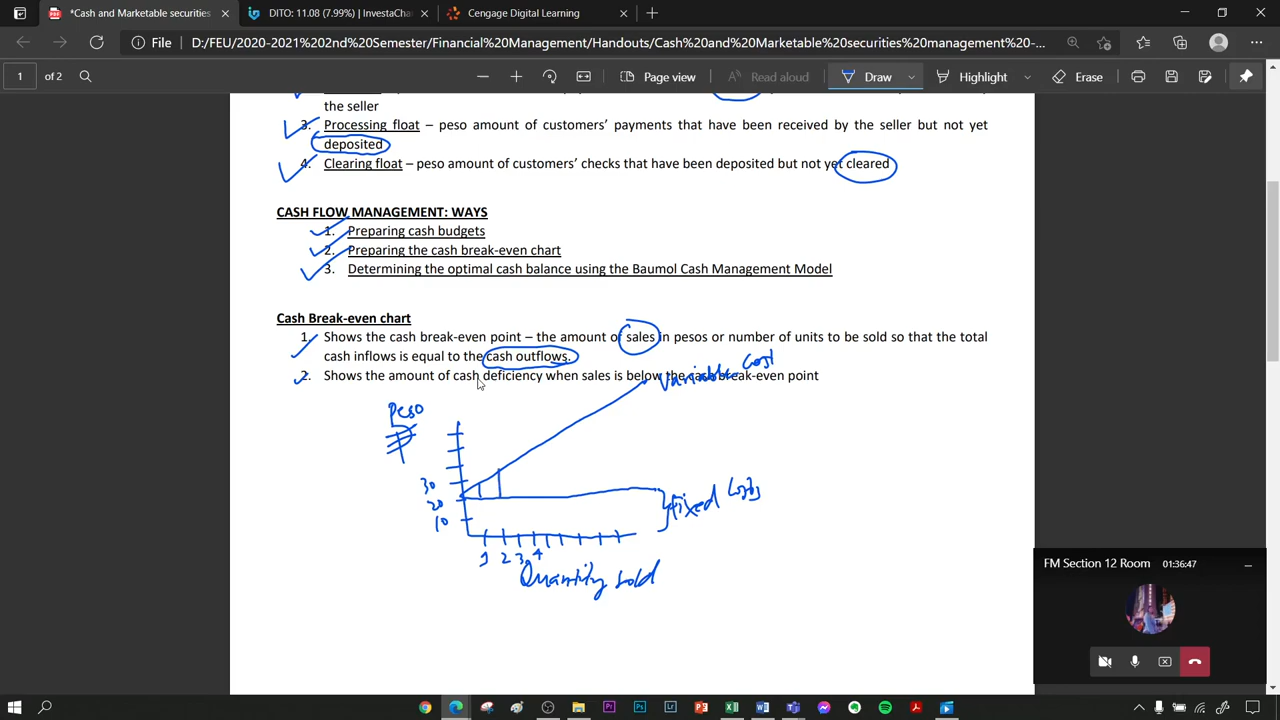 *Cash and Marketable securities
DITO: 11.08 (7.99%) | InvestaCha
Cengage Digital Learning
File
D:/FEU/2020-2021%202nd%20Semester/Financial%20Management/Handouts/Cash%20and%20Marketable%20securities%20management%20-...
1 of 2
Page view
Read aloud
Draw
Highlight
Erase
the seller
3. Processing float – peso amount of customers’ payments that have been received by the seller but not yet
deposited
4. Clearing float – peso amount of customers’ checks that have been deposited but not yet cleared
CASH FLOW MANAGEMENT: WAYS
1. Preparing cash budgets
2. Preparing the cash break-even chart
3. Determining the optimal cash balance using the Baumol Cash Management Model
Cash Break-even chart
1. Shows the cash break-even point – the amount of sales in pesos or number of units to be sold so that the total
cash inflows is equal to the cash outflows.
2. Shows the amount of cash deficiency when sales is below the cash break-even point
Variable Cost
Peso
30
20
10
Fixed Costs
1 2 3 4
Quantity sold
FM Section 12 Room
01:36:47